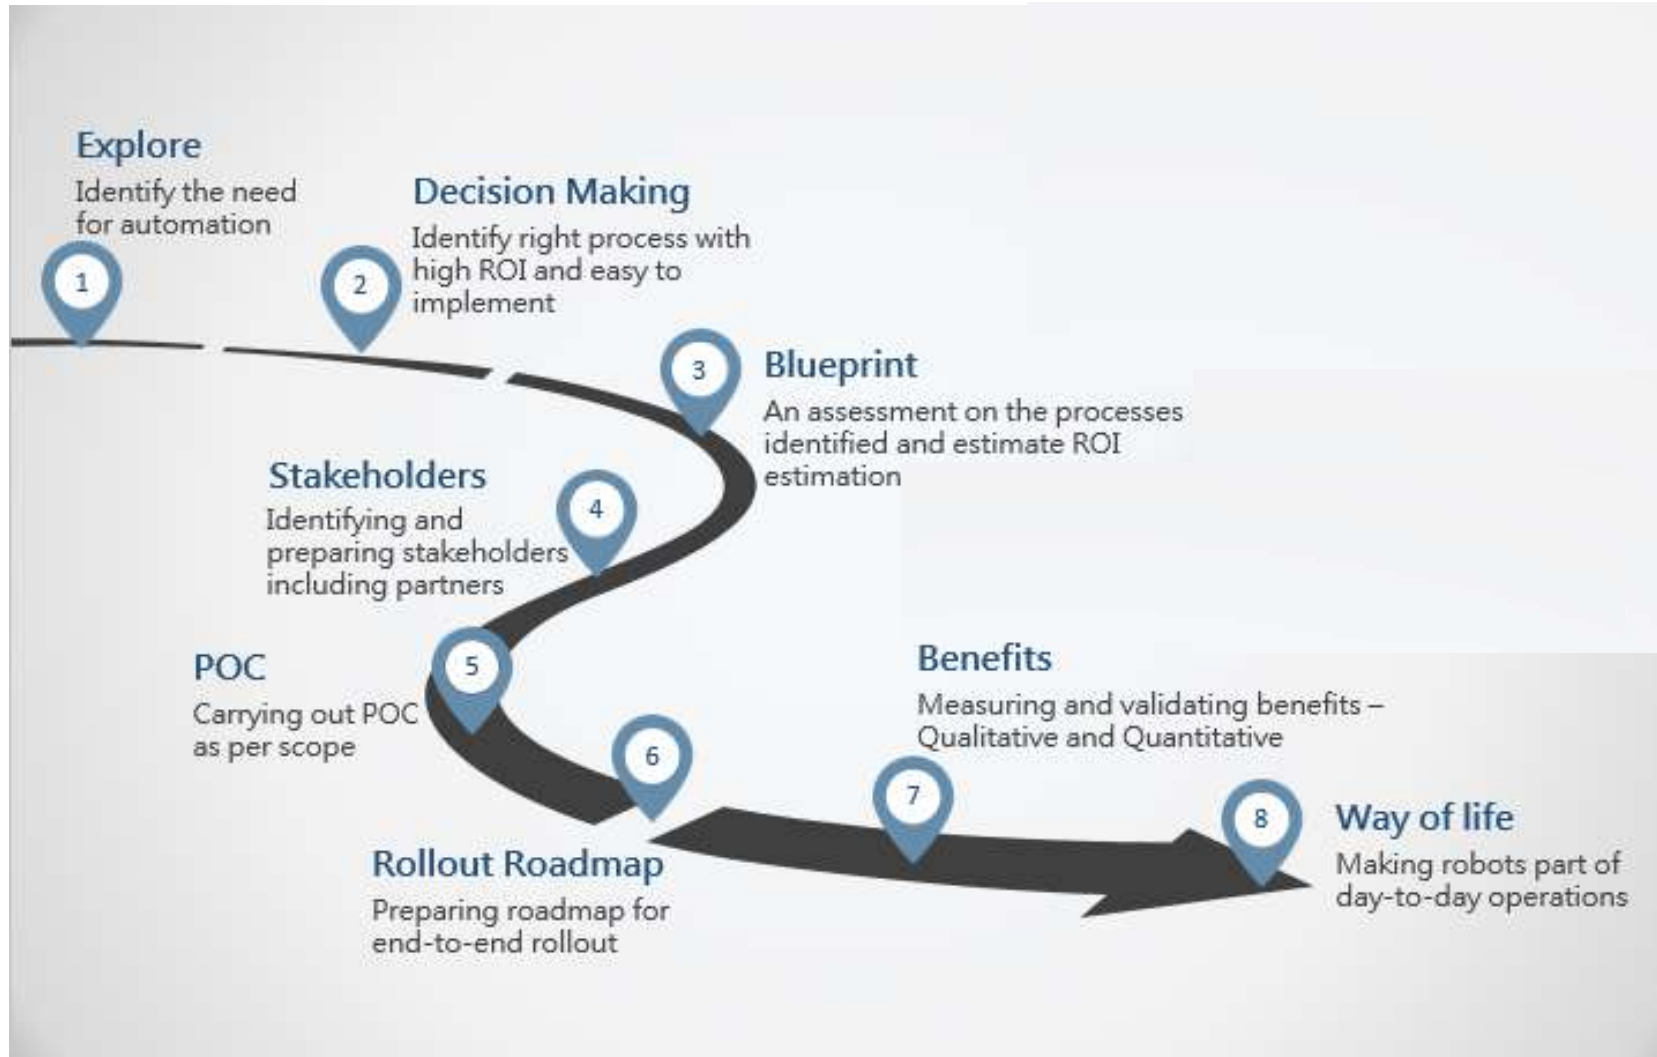 Explore
Identify the need
for automation
1
Decision Making
Identify right process with
high ROI and easy to
implement
2
3
Blueprint
An assessment on the processes
identified and estimate ROI
estimation
Stakeholders
Identifying and
preparing stakeholders
including partners
4
POC
Carrying out POC
as per scope
5
6
Rollout Roadmap
Preparing roadmap for
end-to-end rollout
Benefits
Measuring and validating benefits –
Qualitative and Quantitative
7
8
Way of life
Making robots part of
day-to-day operations